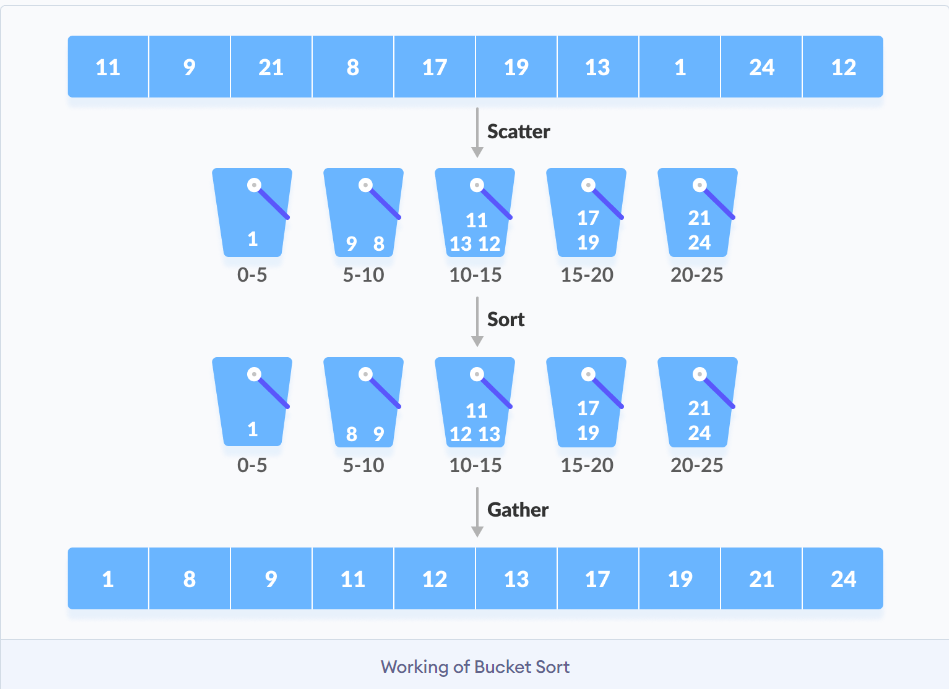 11 9 21 8 17 19 13 1 24 12
Scatter
11 17 21
1 9 8 13 12 19 24
0-5 5-10 10-15 15-20 20-25
Sort
11 17 21
1 8 9 12 13 19 24
0-5 5-10 10-15 15-20 20-25
Gather
1 8 9 11 12 13 17 19 21 24
Working of Bucket Sort